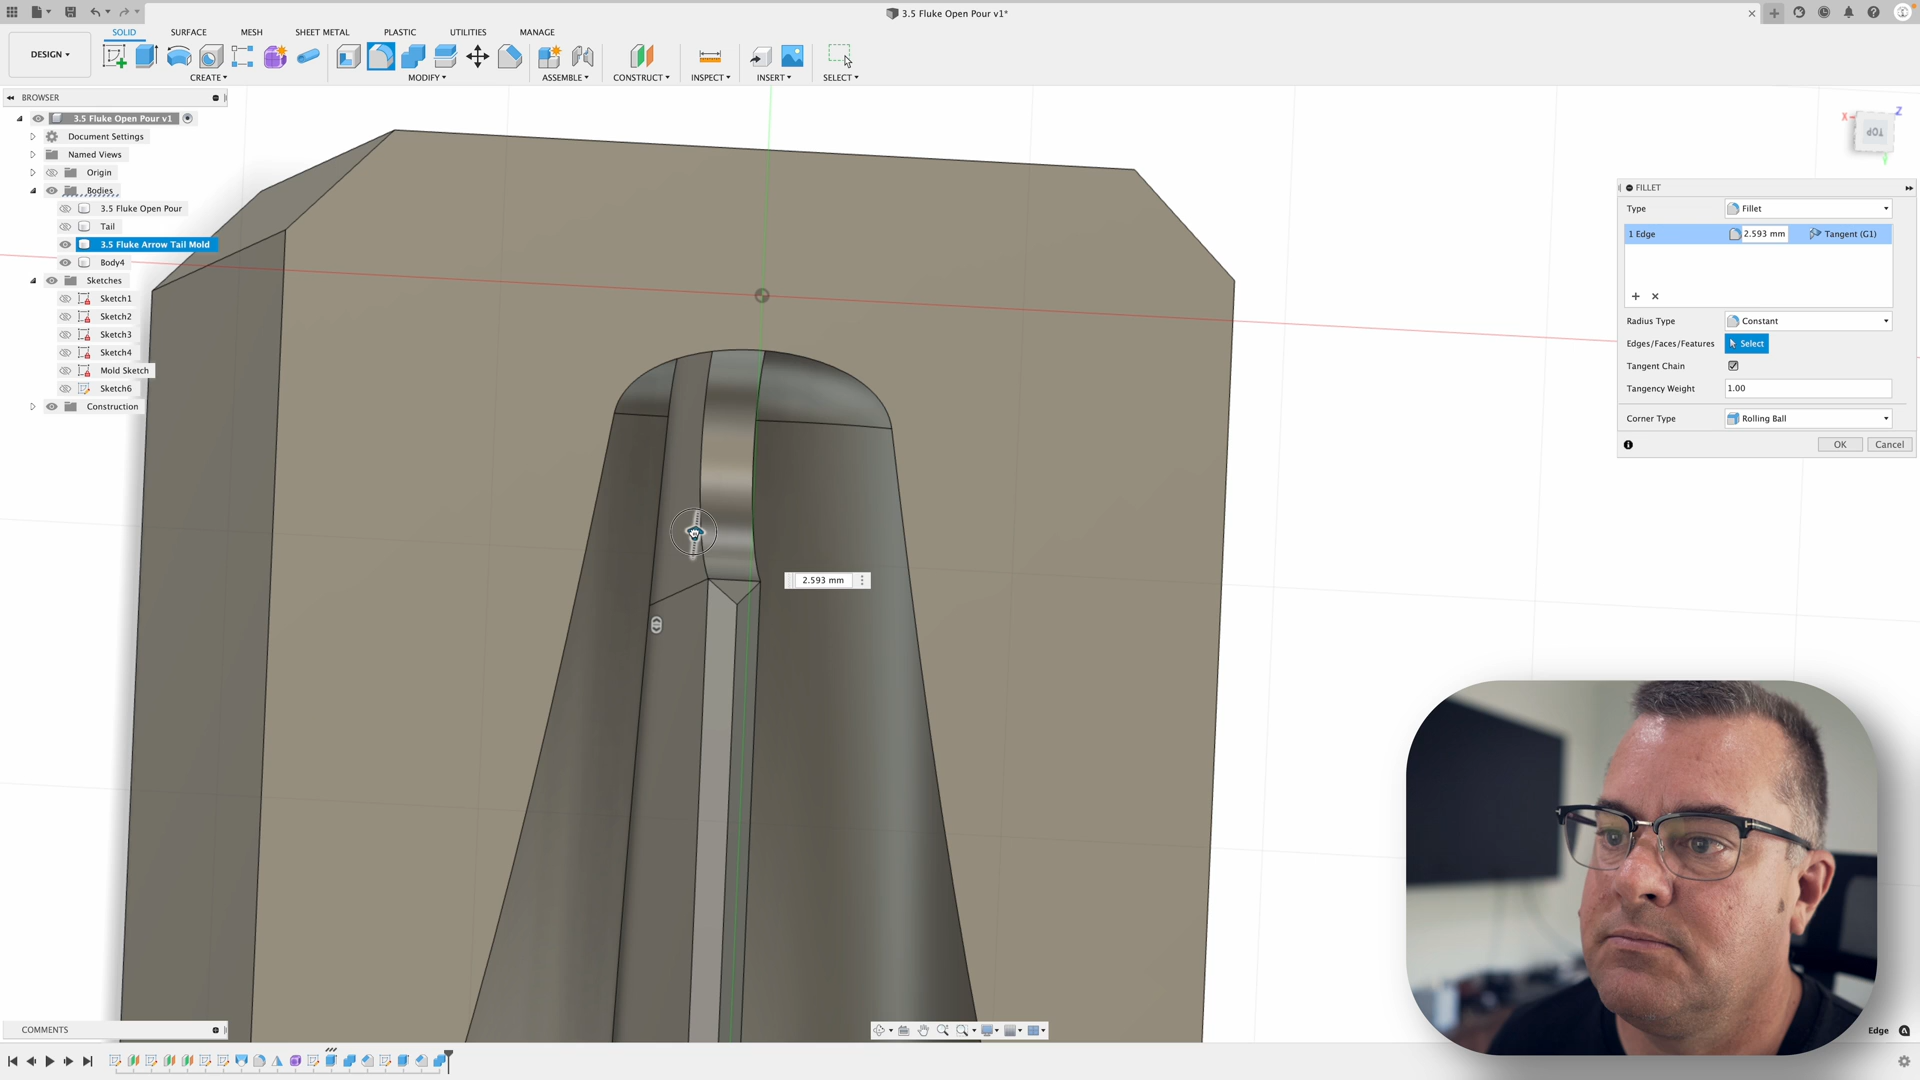 3.5 Fluke Open Pour v1*
DESIGN
SOLID
SURFACE
MESH
SHEET METAL
PLASTIC
UTILITIES
MANAGE
CREATE
MODIFY
ASSEMBLE
CONSTRUCT
INSPECT
INSERT
SELECT
BROWSER
3.5 Fluke Open Pour v1
Document Settings
Named Views
Origin
Bodies
3.5 Fluke Open Pour
Tail
3.5 Fluke Arrow Tail Mold
Body4
Sketches
Sketch1
Sketch2
Sketch3
Sketch4
Mold Sketch
Sketch6
Construction
X
Z
TOP
FILLET
Type
Fillet
1 Edge
2.593 mm
Tangent (G1)
Radius Type
Constant
Edges/Faces/Features
Select
Tangent Chain
Tangency Weight
1.00
Corner Type
Rolling Ball
OK
Cancel
2.593 mm
COMMENTS
Edge